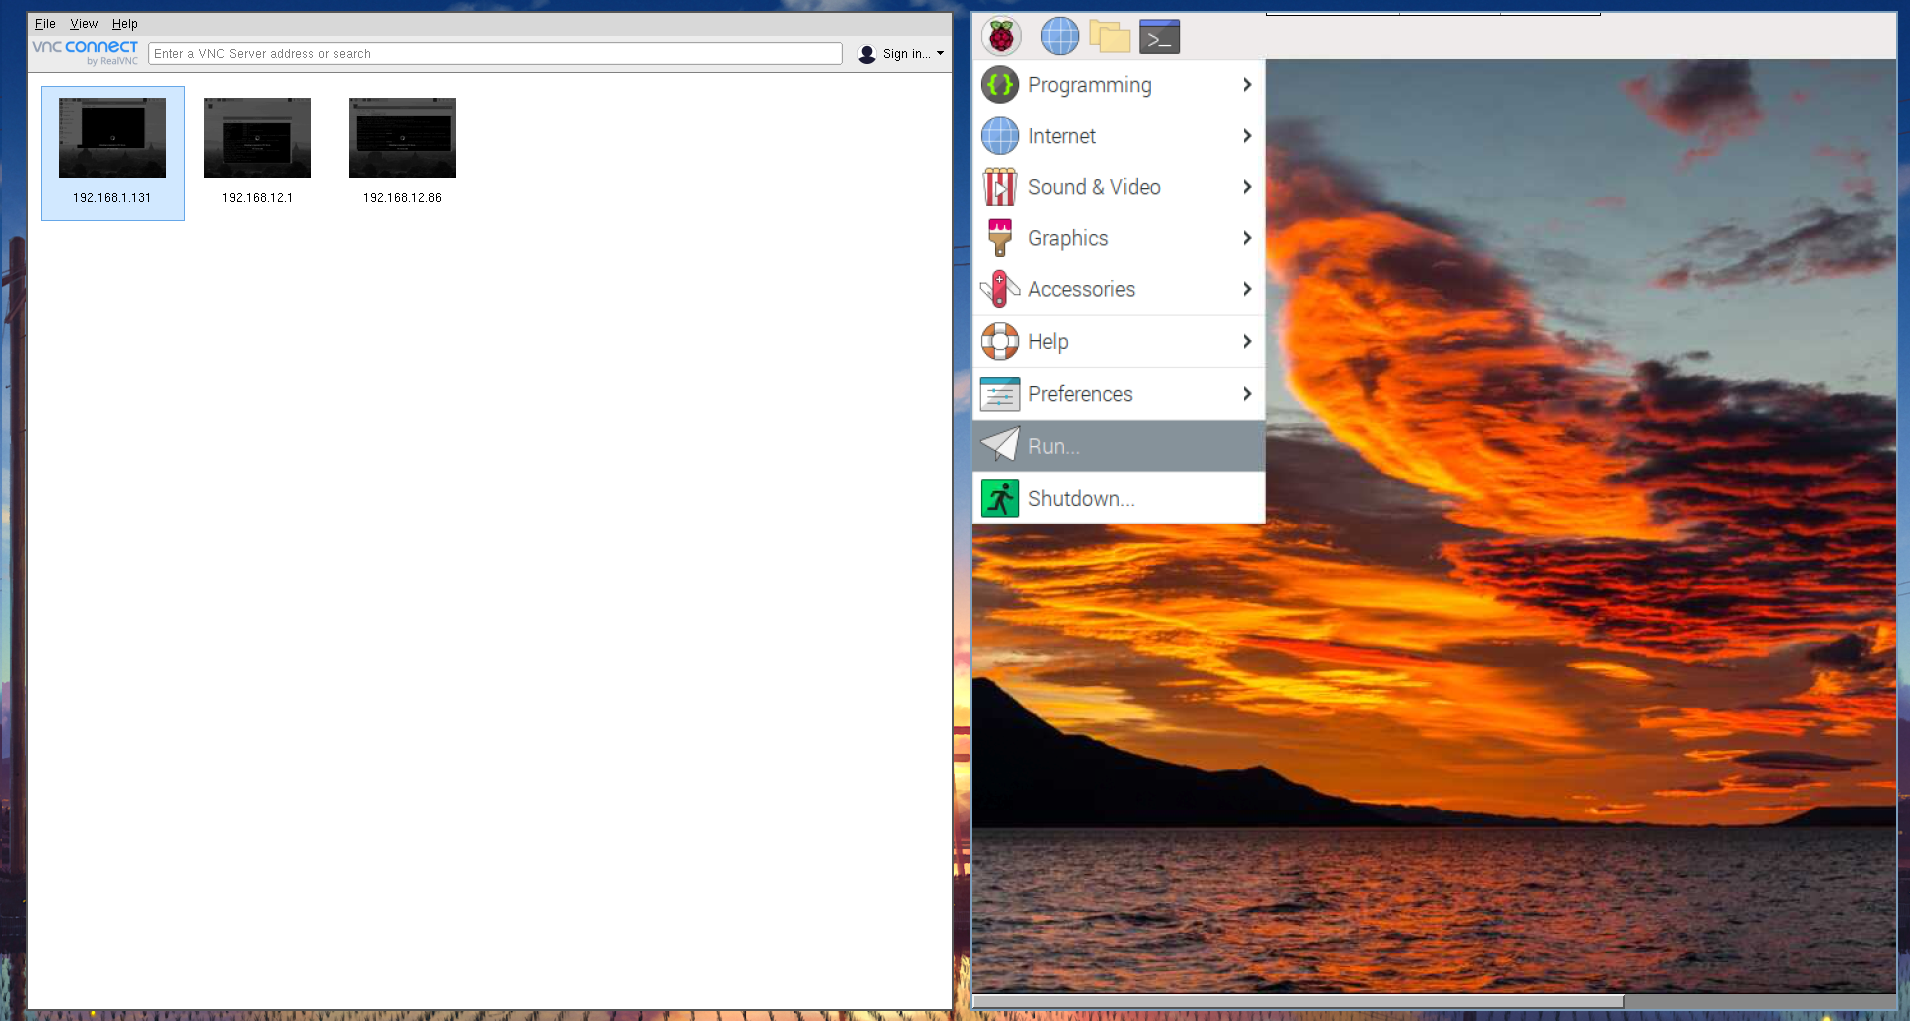 File View Help
vnc connect
by RealVNC
Enter a VNC Server address or search
Sign in...
192.168.1.131
192.168.12.1
192.168.12.86
>_
Programming
Internet
Sound & Video
Graphics
Accessories
Help
Preferences
Run...
Shutdown...